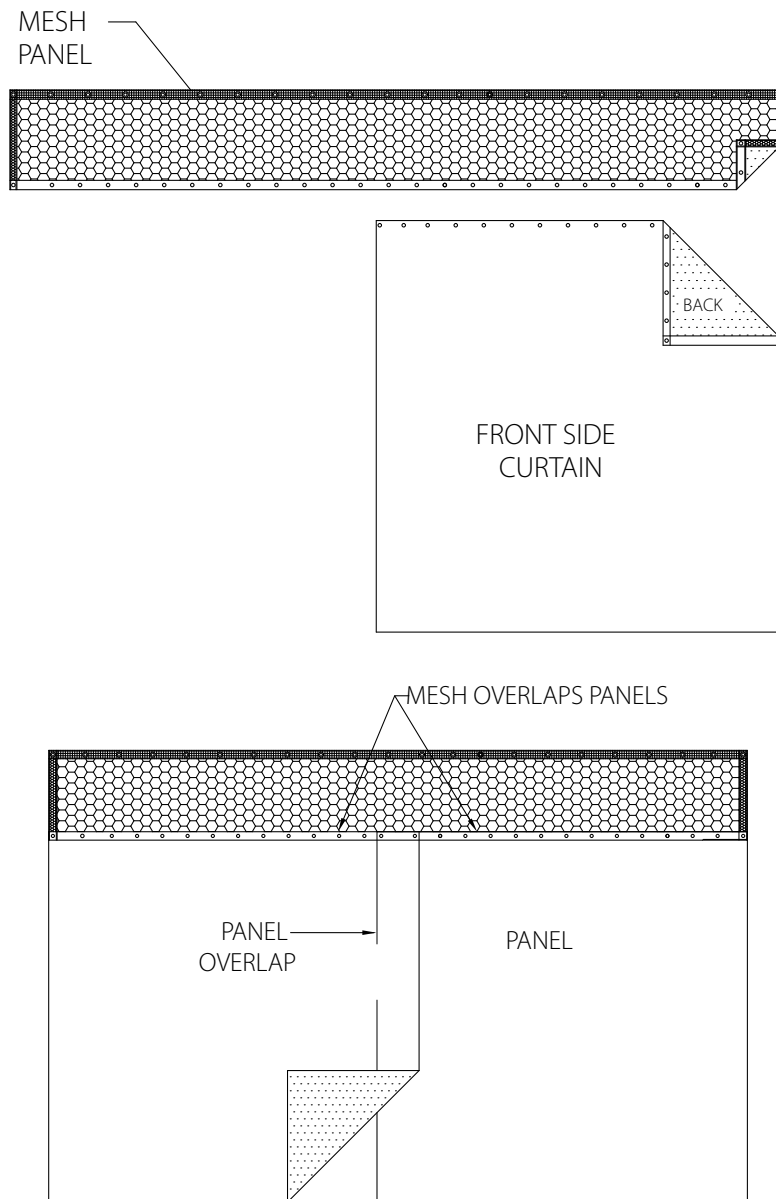 MESH
PANEL
BACK
FRONT SIDE
CURTAIN
MESH OVERLAPS PANELS
PANEL
OVERLAP
PANEL